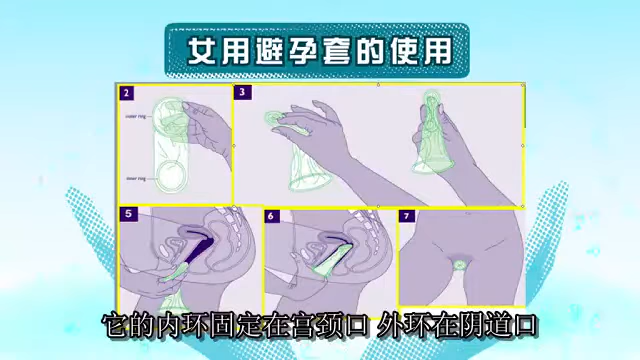 女用避孕套的使用
2
3
outer ring
inner ring
5
6
7
它的内环固定在宫颈口 外环在阴道口